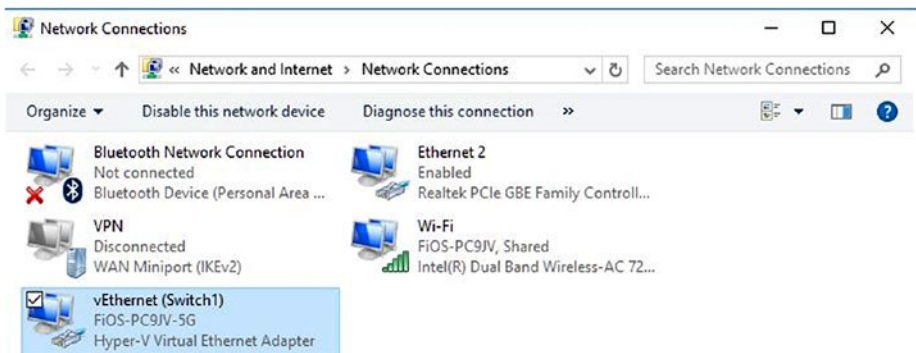 Network Connections
« Network and Internet > Network Connections
Search Network Connections
Organize
Disable this network device
Diagnose this connection
»
Bluetooth Network Connection
Not connected
Bluetooth Device (Personal Area ...
Ethernet 2
Enabled
Realtek PCIe GBE Family Controll...
VPN
Disconnected
WAN Miniport (IKEv2)
Wi-Fi
FiOS-PC9JV, Shared
Intel(R) Dual Band Wireless-AC 72...
vEthernet (Switch1)
FiOS-PC9JV-5G
Hyper-V Virtual Ethernet Adapter